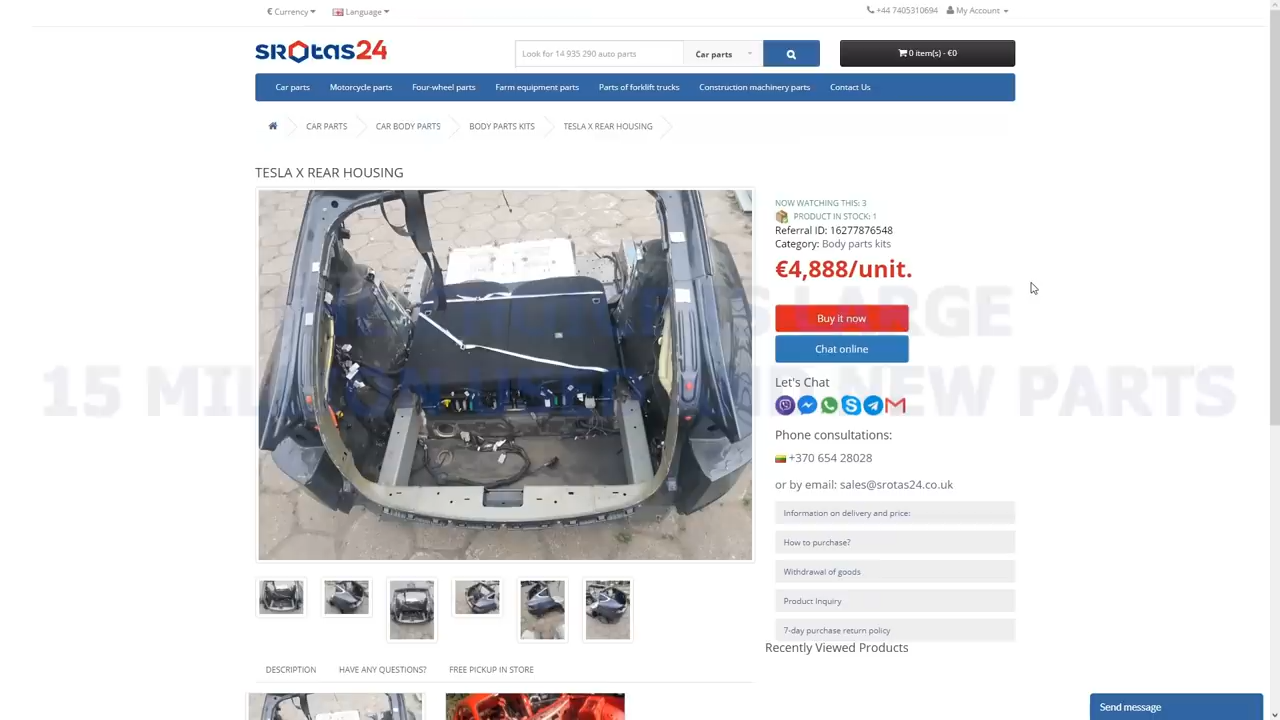 € Currency
Language
+44 7405310694
My Account
SROTAS24
Look for 14 935 290 auto parts
Car parts
0 item(s) - €0
Car parts
Motorcycle parts
Four-wheel parts
Farm equipment parts
Parts of forklift trucks
Construction machinery parts
Contact Us
CAR PARTS
CAR BODY PARTS
BODY PARTS KITS
TESLA X REAR HOUSING
TESLA X REAR HOUSING
NOW WATCHING THIS: 3
PRODUCT IN STOCK: 1
Referral ID: 16277876548
Category: Body parts kits
€4,888/unit.
LARGE
15 NEW PARTS
Buy it now
Chat online
Let's Chat
Phone consultations:
+370 654 28028
or by email: sales@srotas24.co.uk
Information on delivery and price:
How to purchase?
Withdrawal of goods
Product Inquiry
7-day purchase return policy
Recently Viewed Products
DESCRIPTION
HAVE ANY QUESTIONS?
FREE PICKUP IN STORE
Send message